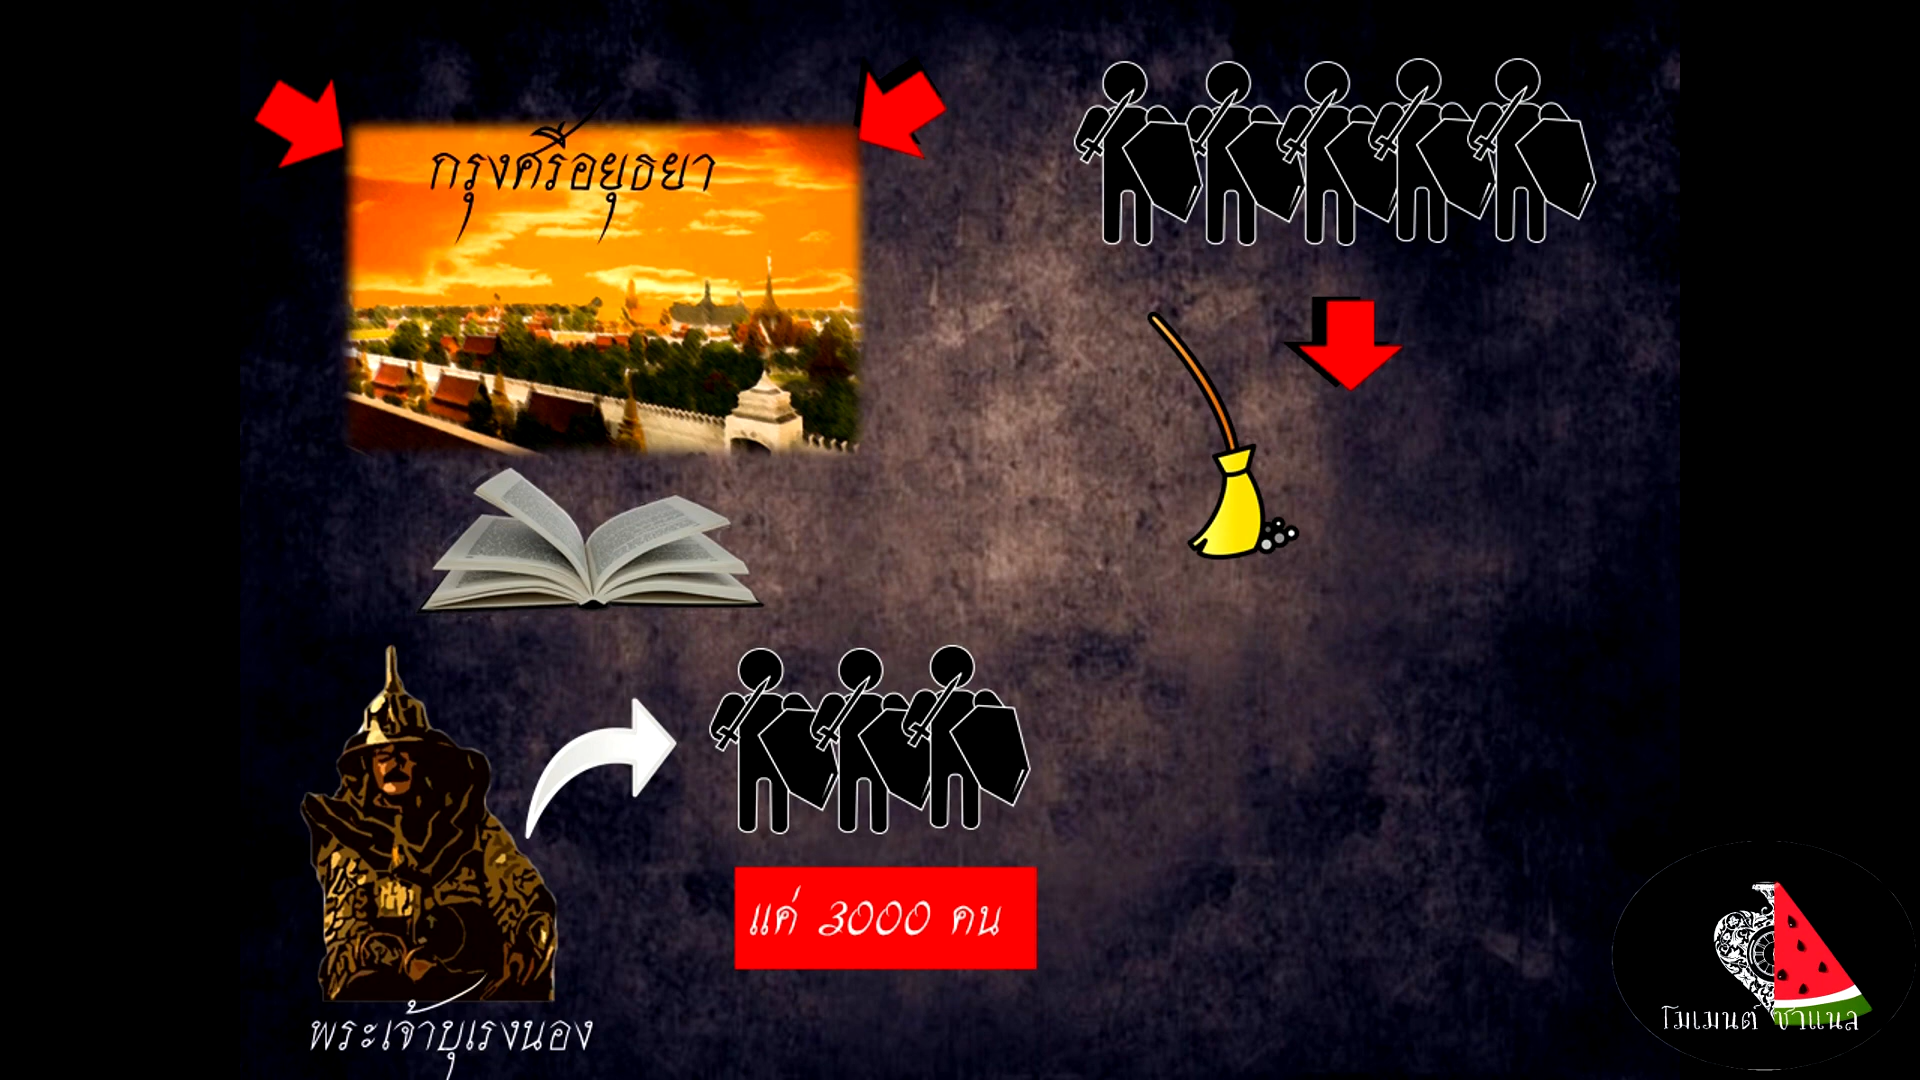 กรุงศรีอยุธยา
แค่ 3000 คน
พระเจ้าบุเรงนอง
โมเมนต์ ชาแนล